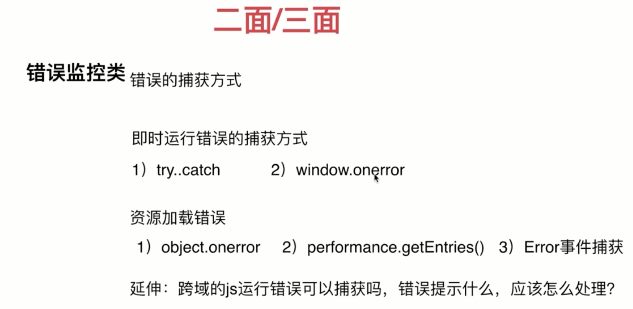 二面/三面
错误监控类 错误的捕获方式
即时运行错误的捕获方式
1）try..catch 2）window.onerror
资源加载错误
1）object.onerror 2）performance.getEntries() 3）Error事件捕获
延伸：跨域的js运行错误可以捕获吗，错误提示什么，应该怎么处理？